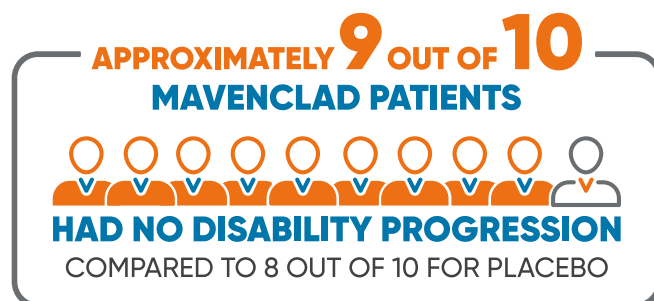 APPROXIMATELY 9 OUT OF 10
MAVENCLAD PATIENTS
HAD NO DISABILITY PROGRESSION
COMPARED TO 8 OUT OF 10 FOR PLACEBO